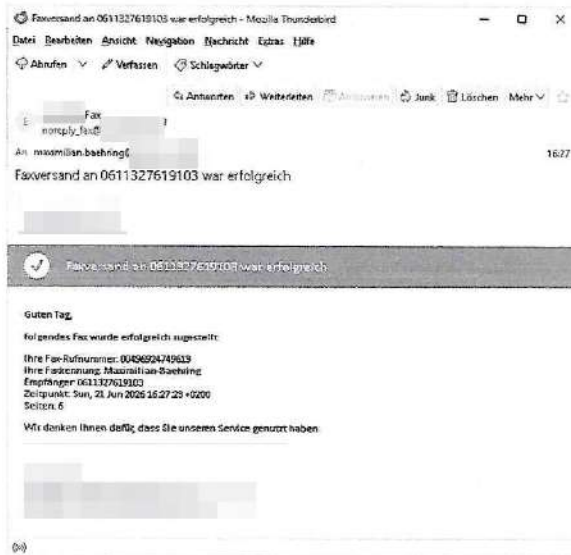 Faxversand an 0611327619103 war erfolgreich - Mozilla Thunderbird
Datei Bearbeiten Ansicht Navigation Nachricht Extras Hilfe
Abrufen Verfassen Schlagwörter
Antworten Weiterleiten Archivieren Junk Löschen Mehr
Fax
noreply_fax@
An maximilian.baehring@ 16:27
Faxversand an 0611327619103 war erfolgreich
Faxversand an 0611327619103 war erfolgreich
Guten Tag,
folgendes Fax wurde erfolgreich zugestellt:
Ihre Fax-Rufnummer: 00496924749619
Ihre Faxkennung: Maximilian Baehring
Empfänger: 0611327619103
Zeitpunkt: Sun, 21 Jun 2026 16:27:23 +0200
Seiten: 6
Wir danken Ihnen dafür, dass Sie unseren Service genutzt haben